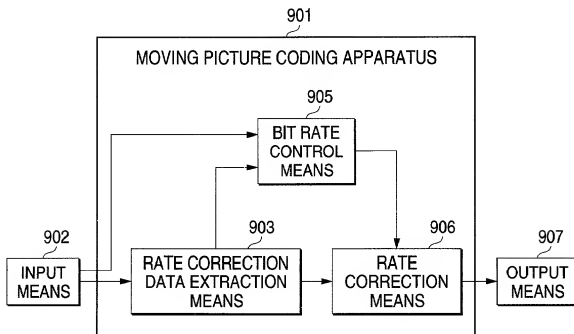 901
MOVING PICTURE CODING APPARATUS
905
BIT RATE
CONTROL
MEANS
902
INPUT
MEANS
903
RATE CORRECTION
DATA EXTRACTION
MEANS
906
RATE
CORRECTION
MEANS
907
OUTPUT
MEANS